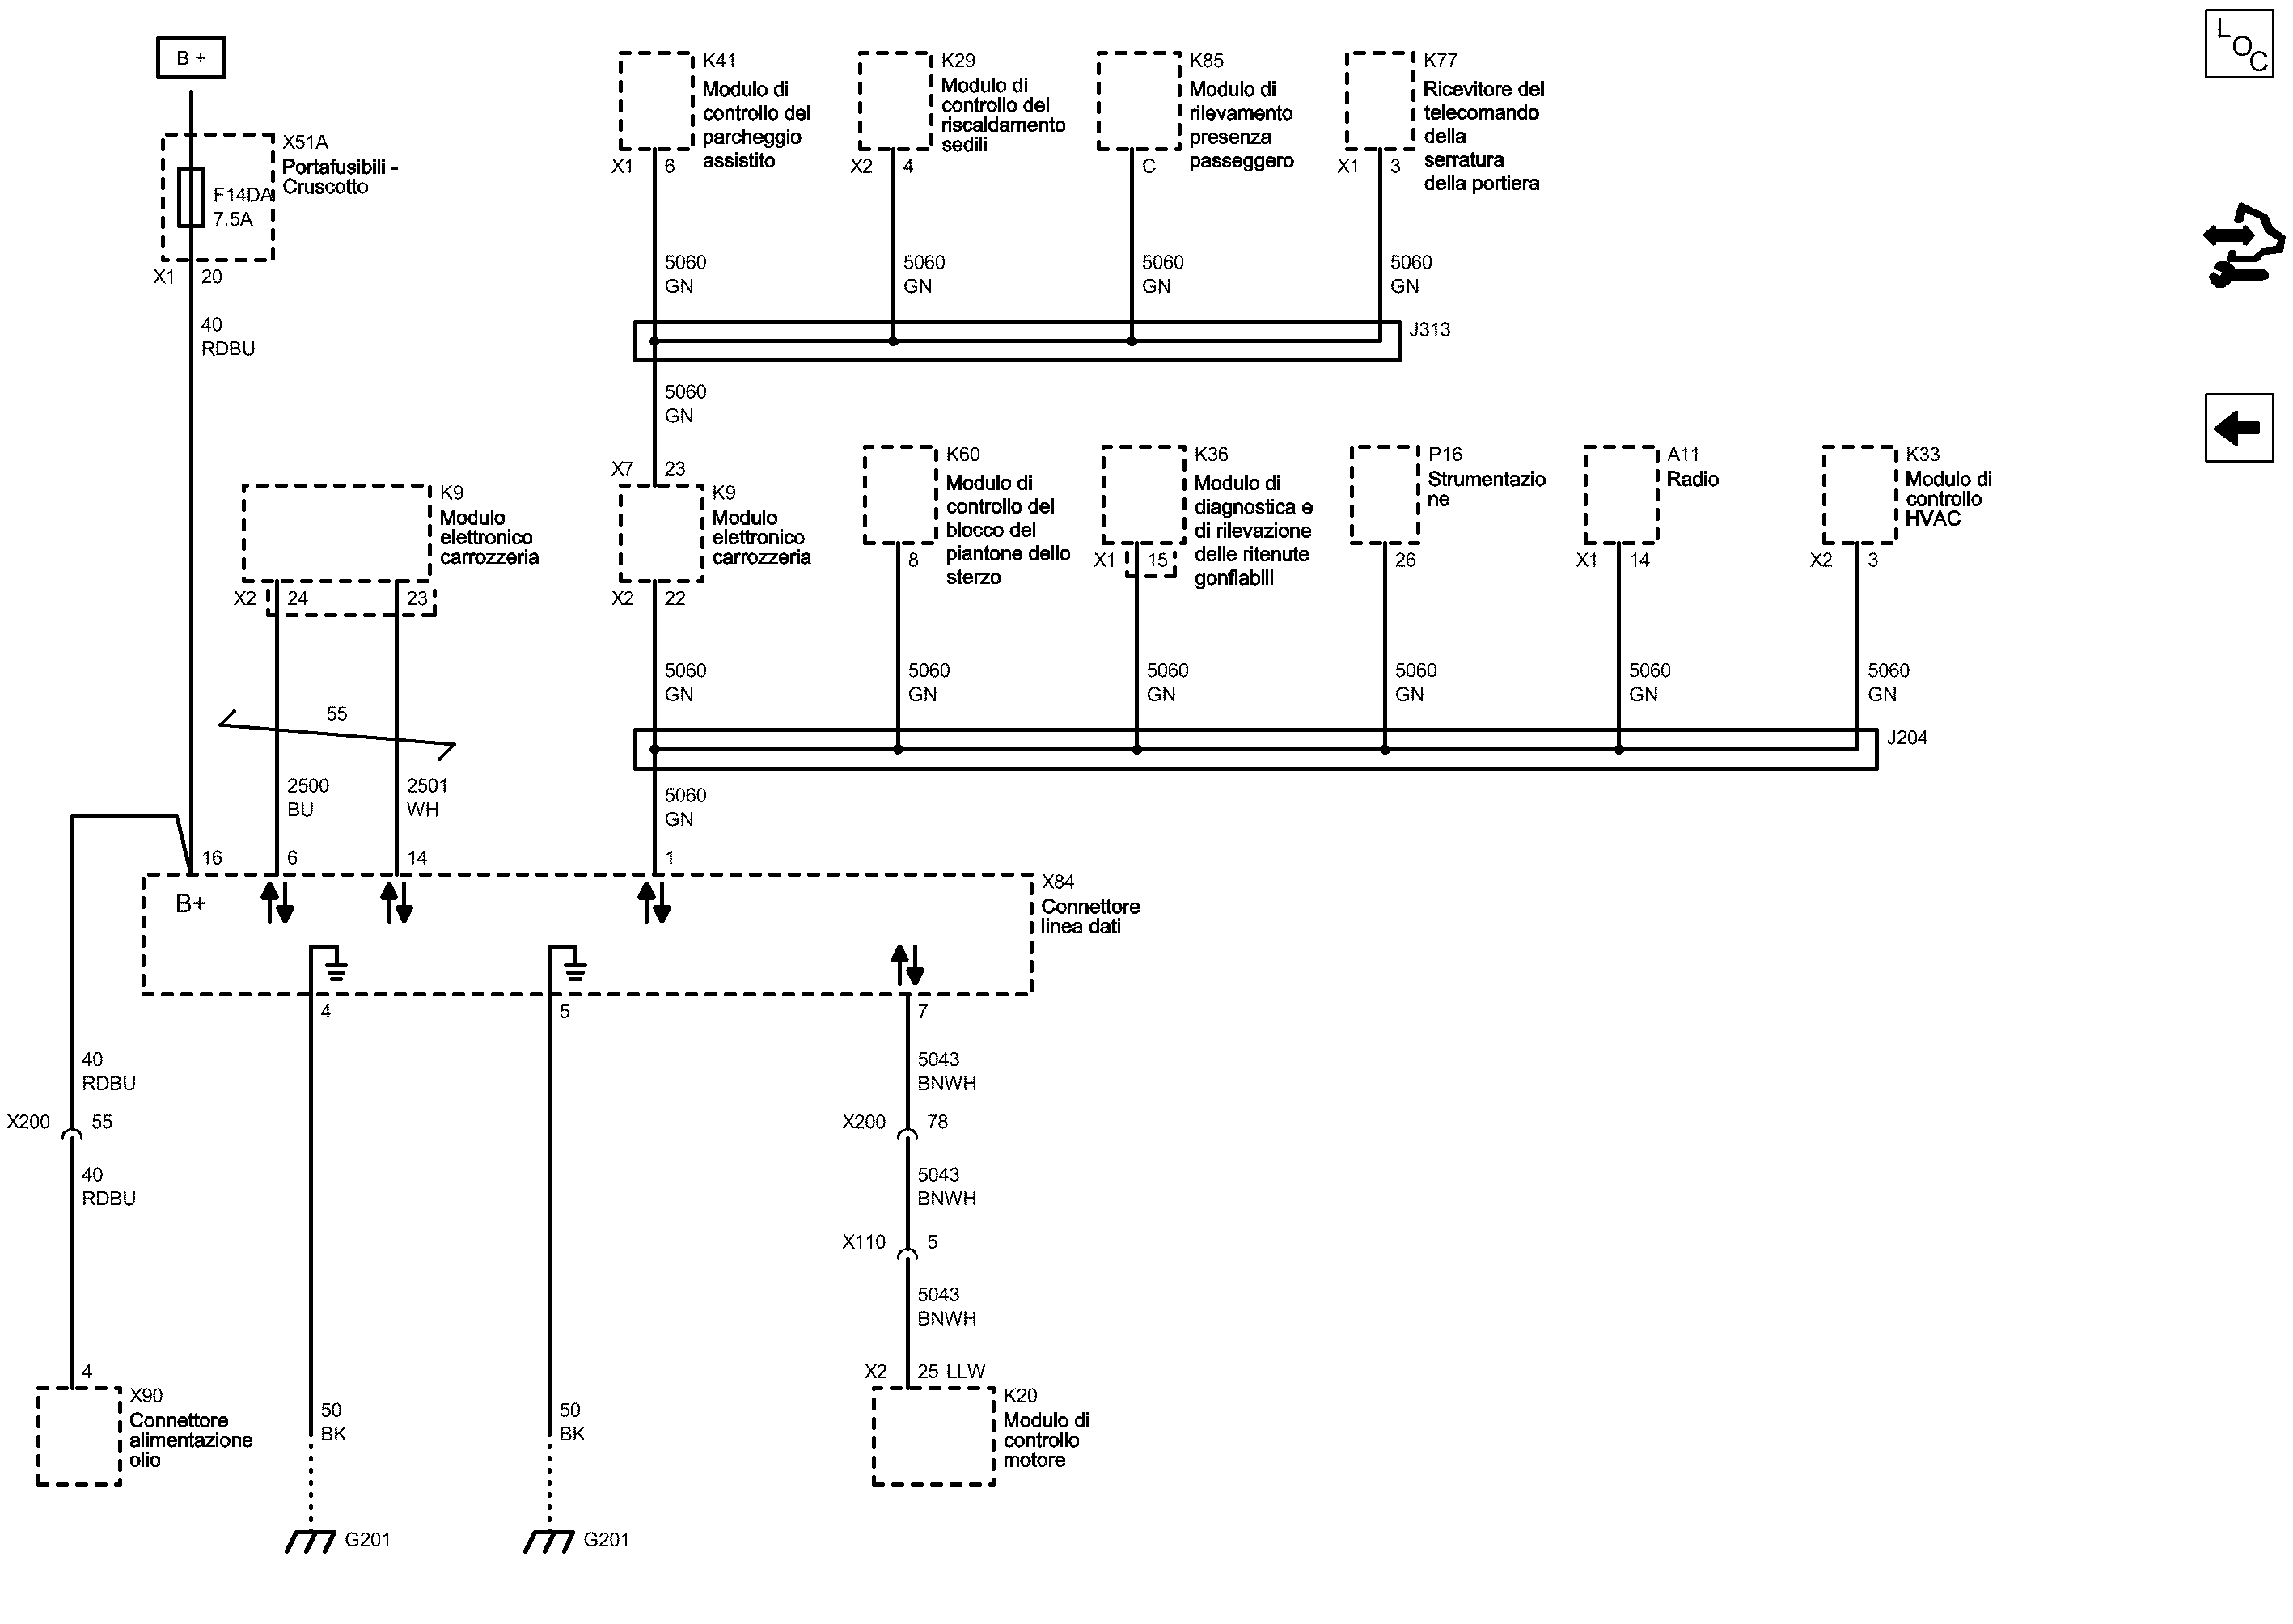 B +
X51A
Portafusibili -
Cruscotto
F14DA
7.5A
X1 20
40
RDBU
K41
Modulo di
controllo del
parcheggio
assistito
X1 6
K29
Modulo di
controllo del
riscaldamento
sedili
X2 4
K85
Modulo di
rilevamento
presenza
passeggero
C
K77
Ricevitore del
telecomando
della
serratura
della portiera
X1 3
LOC
5060
GN
5060
GN
5060
GN
5060
GN
J313
5060
GN
K9
Modulo
elettronico
carrozzeria
X2 24 23
X7 23
K9
Modulo
elettronico
carrozzeria
X2 22
K60
Modulo di
controllo del
blocco del
piantone dello
sterzo
8
K36
Modulo di
diagnostica e
di rilevazione
delle ritenute
gonfiabili
X1 15
P16
Strumentazio
ne
26
A11
Radio
X1 14
K33
Modulo di
controllo
HVAC
X2 3
5060
GN
5060
GN
5060
GN
5060
GN
5060
GN
5060
GN
55
J204
2500
BU
2501
WH
5060
GN
16 6 14 1
B+
X84
Connettore
linea dati
4 5 7
40
RDBU
5043
BNWH
X200 55
X200 78
40
RDBU
5043
BNWH
X110 5
5043
BNWH
4
X2 25 LLW
X90
Connettore
alimentazione
olio
50
BK
50
BK
K20
Modulo di
controllo
motore
G201
G201